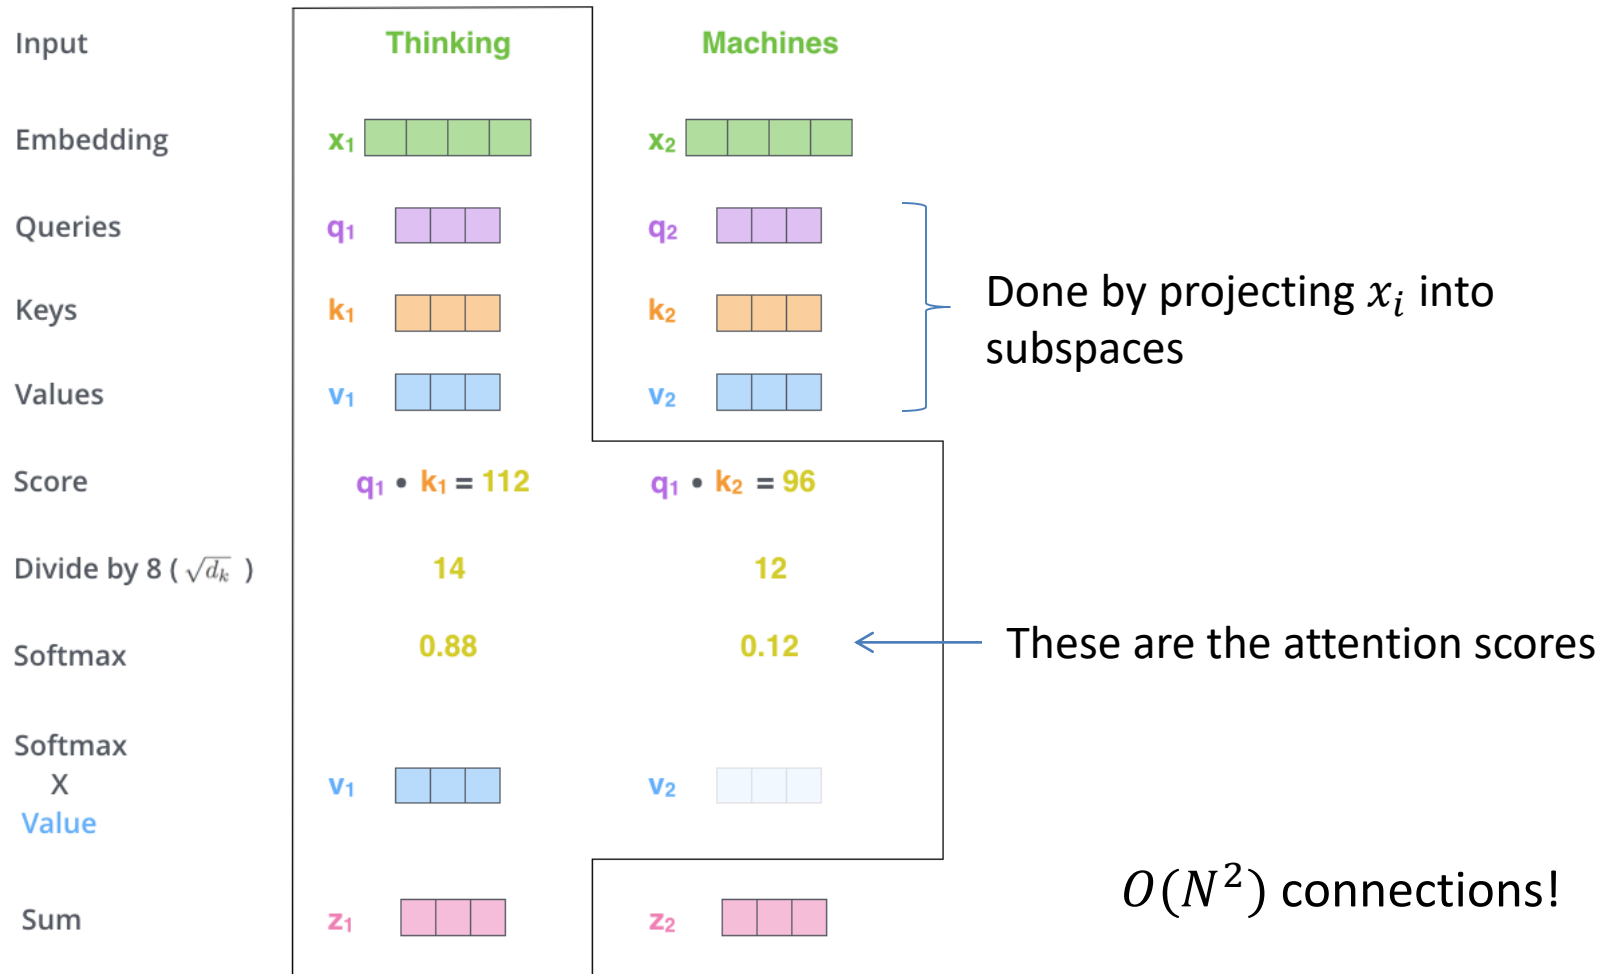 Input Thinking Machines
Embedding x₁ x₂
Queries q₁ q₂
Keys k₁ k₂
Values v₁ v₂
Done by projecting xᵢ into
subspaces
Score q₁ • k₁ = 112 q₁ • k₂ = 96
Divide by 8 ( √dₖ ) 14 12
Softmax 0.88 0.12
These are the attention scores
Softmax
X
Value
v₁ v₂
O(N²) connections!
Sum z₁ z₂